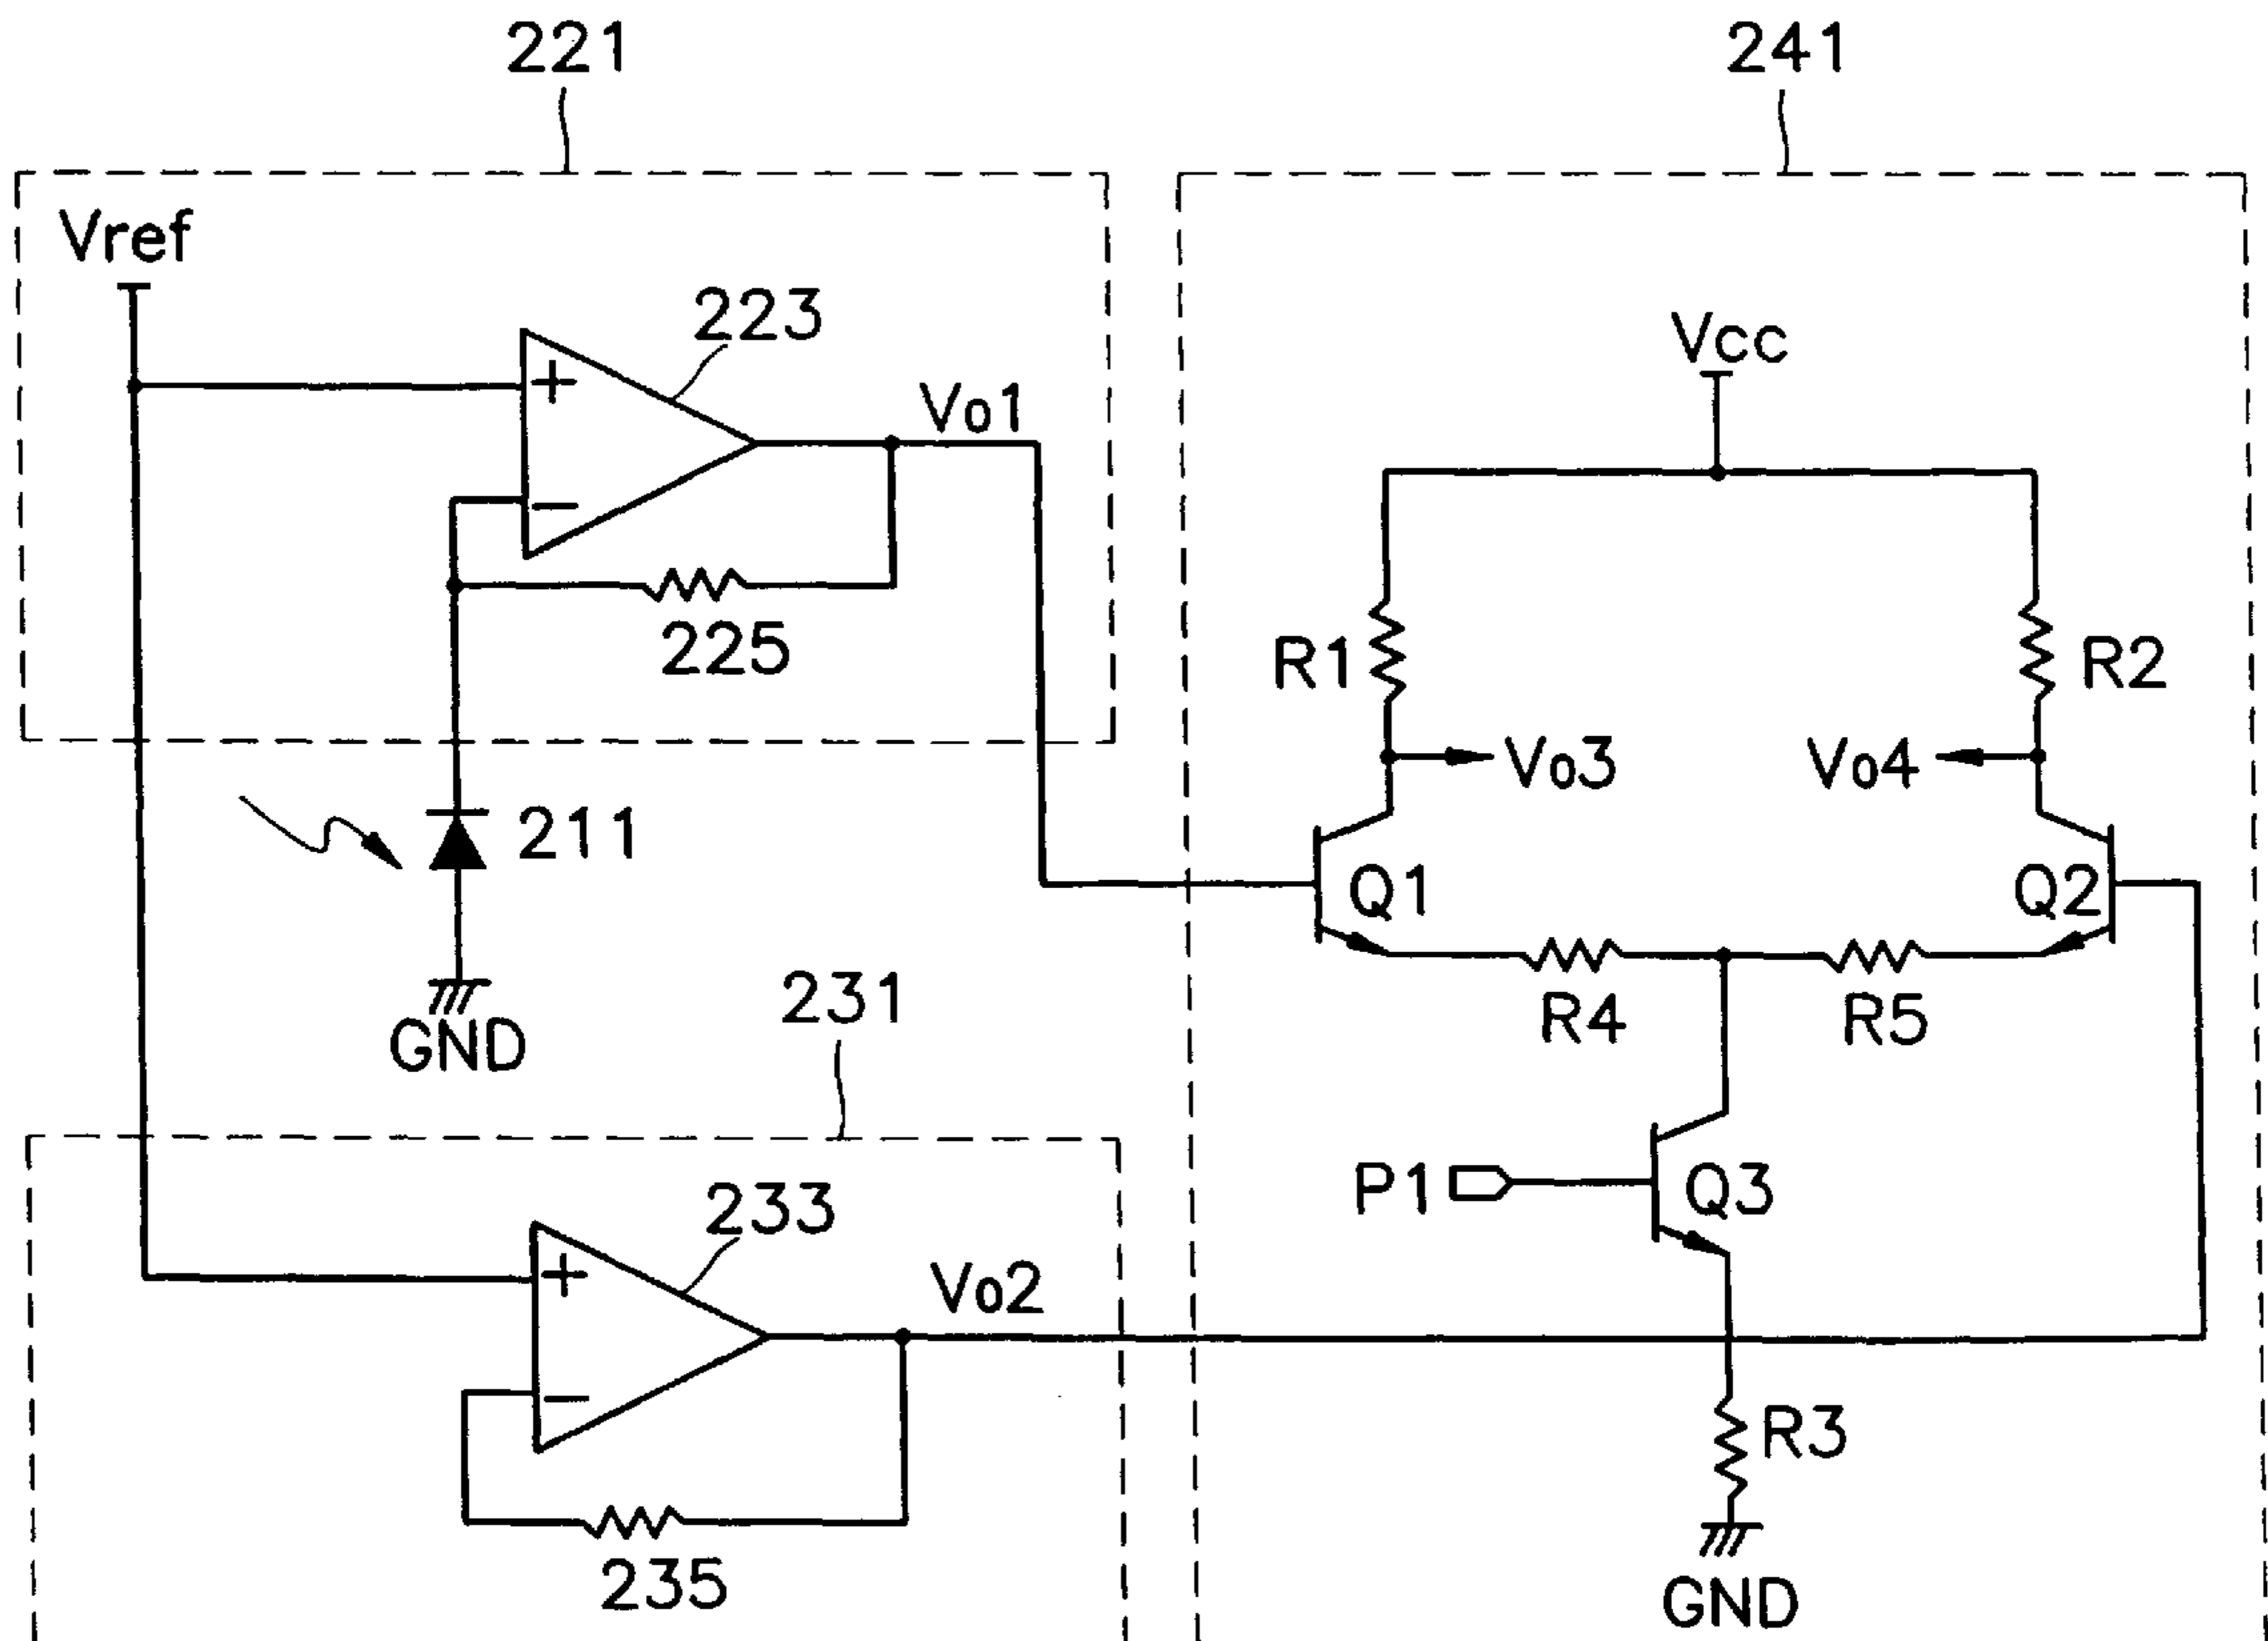 221
241
Vref
223
Vcc
Vo1
225
R1
R2
Vo3
Vo4
211
Q1
Q2
231
R4
R5
GND
P1
Q3
233
Vo2
R3
235
GND